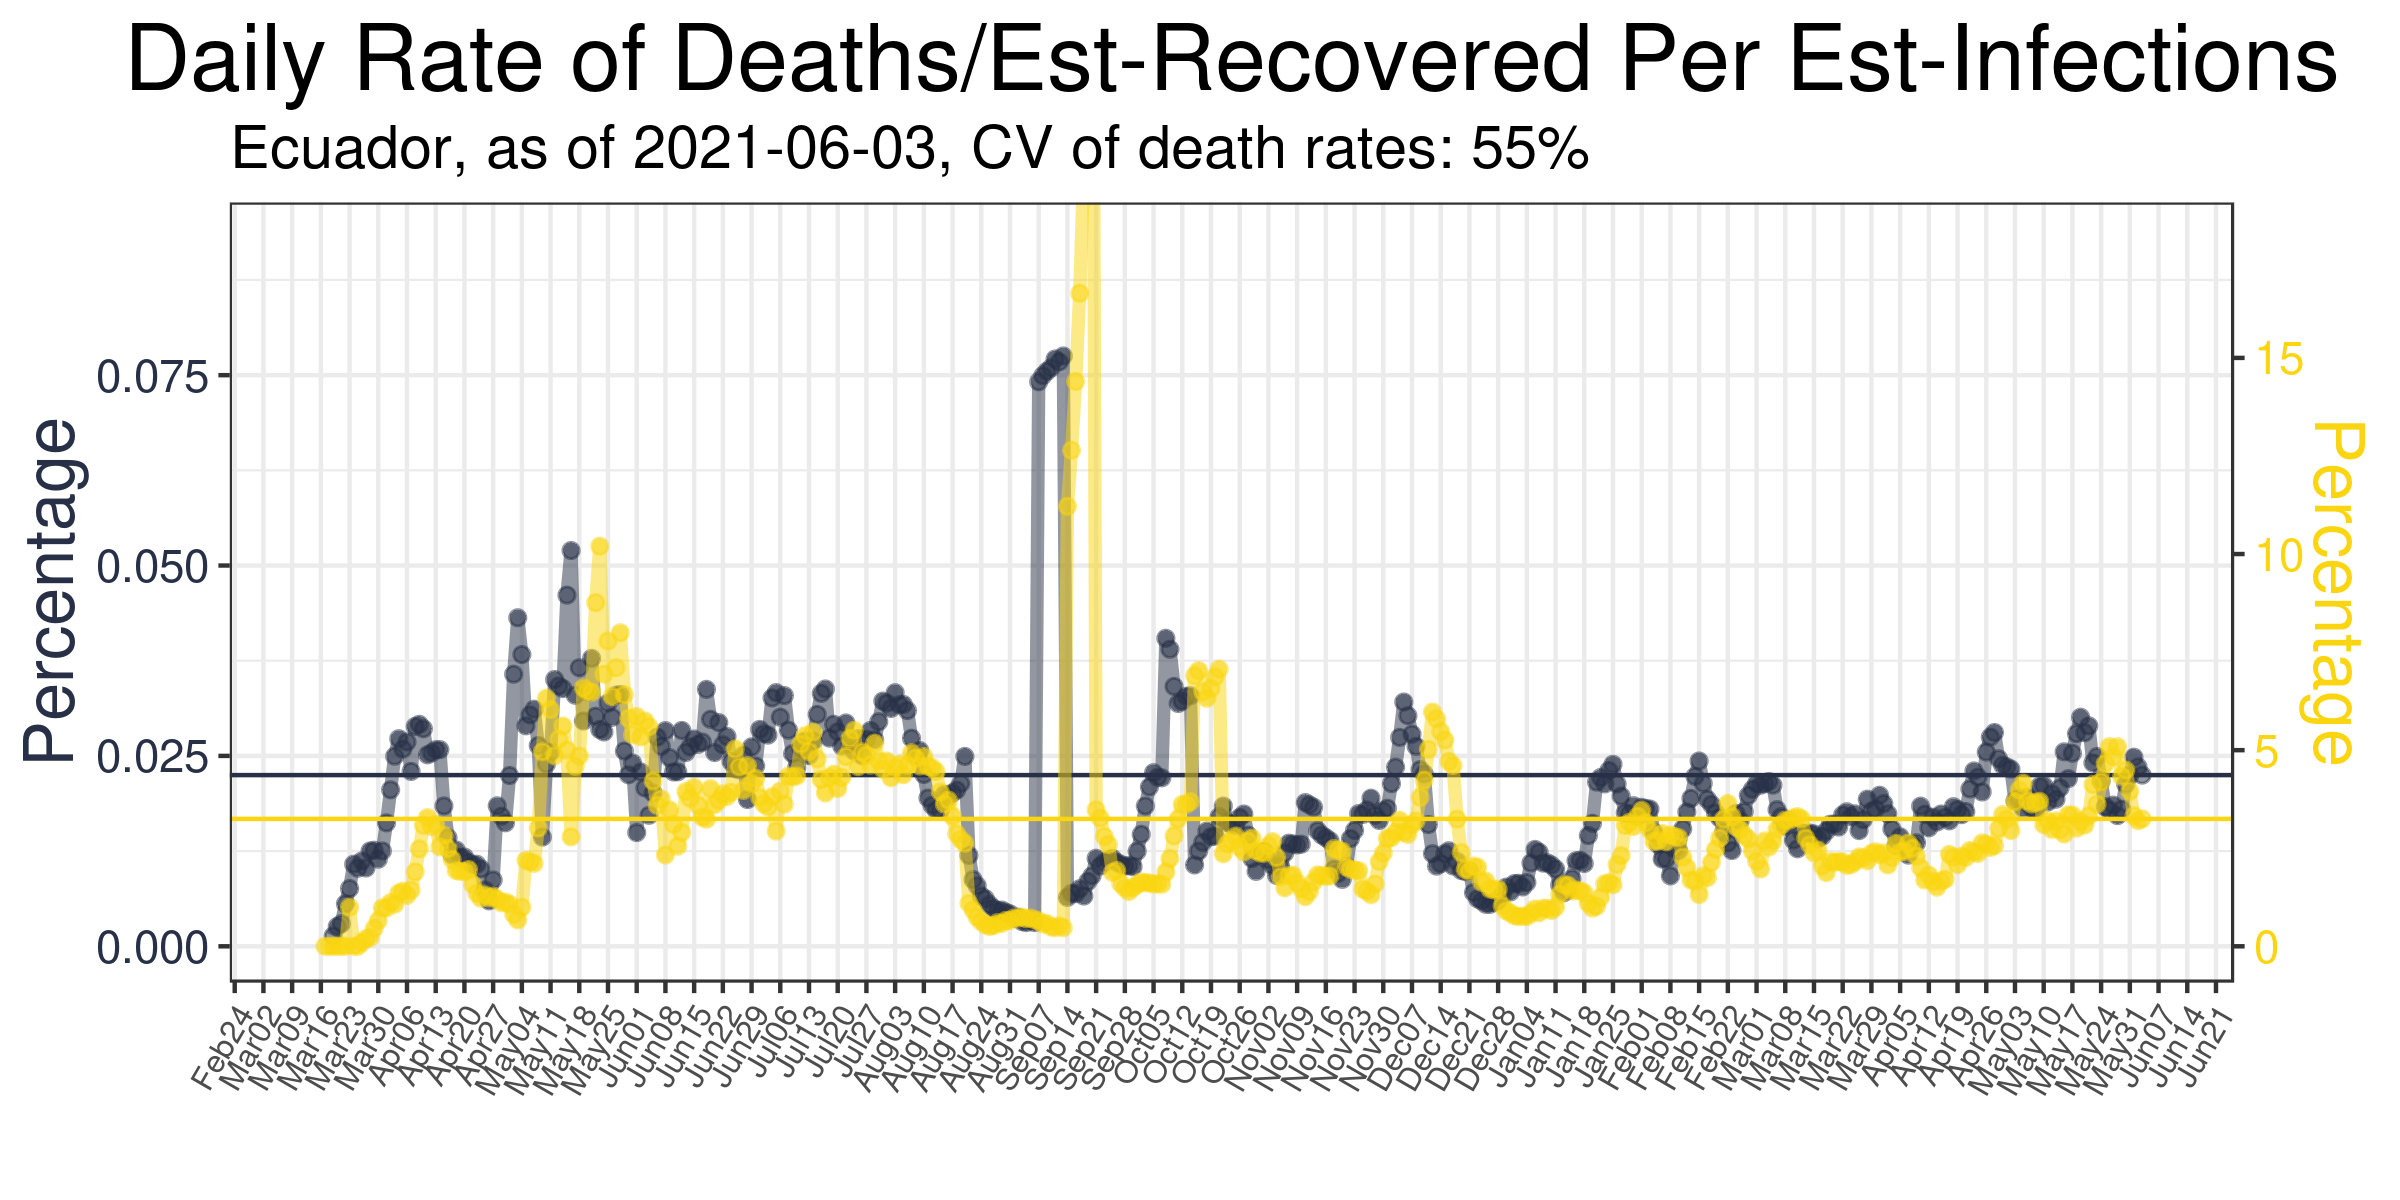 Daily Rate of Deaths/Est-Recovered Per Est-Infections
Ecuador, as of 2021-06-03, CV of death rates: 55%
Percentage
0.075
0.050
0.025
0.000
15
10
5
0
Percentage
Feb24
Mar02
Mar09
Mar16
Mar23
Mar30
Apr06
Apr13
Apr20
Apr27
May04
May11
May18
May25
Jun01
Jun08
Jun15
Jun22
Jun29
Jul06
Jul13
Jul20
Jul27
Aug03
Aug10
Aug17
Aug24
Aug31
Sep07
Sep14
Sep21
Sep28
Oct05
Oct12
Oct19
Oct26
Nov02
Nov09
Nov16
Nov23
Nov30
Dec07
Dec14
Dec21
Dec28
Jan04
Jan11
Jan18
Jan25
Feb01
Feb08
Feb15
Feb22
Mar01
Mar08
Mar15
Mar22
Mar29
Apr05
Apr12
Apr19
Apr26
May03
May10
May17
May24
May31
Jun07
Jun14
Jun21